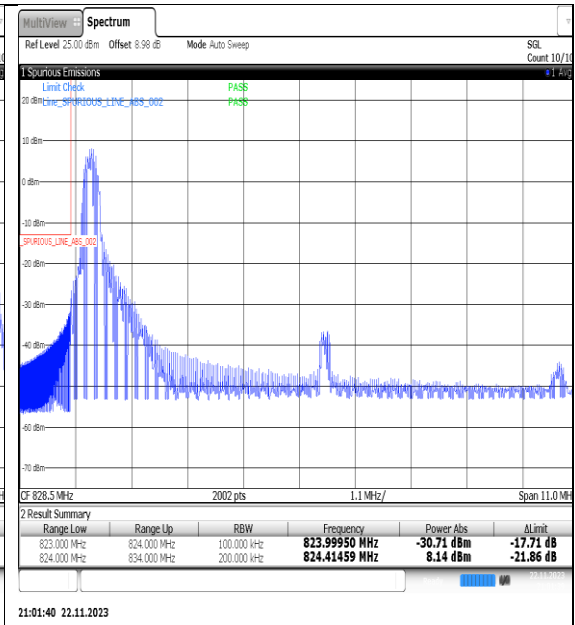 MultiView Spectrum
Ref Level 25.00 dBm Offset 8.98 dB Mode Auto Sweep SGL
Count 10/10
1 Spurious Emissions 1 Avg
Limit Check PASS
20 dBm Line_SPURIOUS_LINE_ABS_002 PASS
10 dBm
0 dBm
-10 dBm
_SPURIOUS_LINE_ABS_002
-20 dBm
-30 dBm
-40 dBm
-60 dBm
-70 dBm
CF 828.5 MHz 2002 pts 1.1 MHz/ Span 11.0 MH
2 Result Summary
Range Low Range Up RBW Frequency Power Abs ΔLimit
823.000 MHz 824.000 MHz 100.000 kHz 823.99950 MHz -30.71 dBm -17.71 dB
824.000 MHz 834.000 MHz 200.000 kHz 824.41459 MHz 8.14 dBm -21.86 dB
22.11.2023
21:01:40 22.11.2023